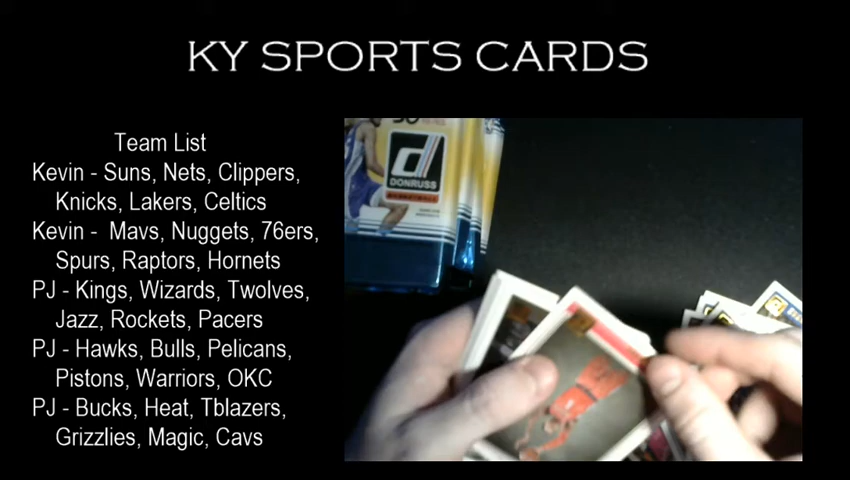 KY SPORTS CARDS
Team List
Kevin - Suns, Nets, Clippers,
Knicks, Lakers, Celtics
Kevin - Mavs, Nuggets, 76ers,
Spurs, Raptors, Hornets
PJ - Kings, Wizards, Twolves,
Jazz, Rockets, Pacers
PJ - Hawks, Bulls, Pelicans,
Pistons, Warriors, OKC
PJ - Bucks, Heat, Tblazers,
Grizzlies, Magic, Cavs
DONRUSS